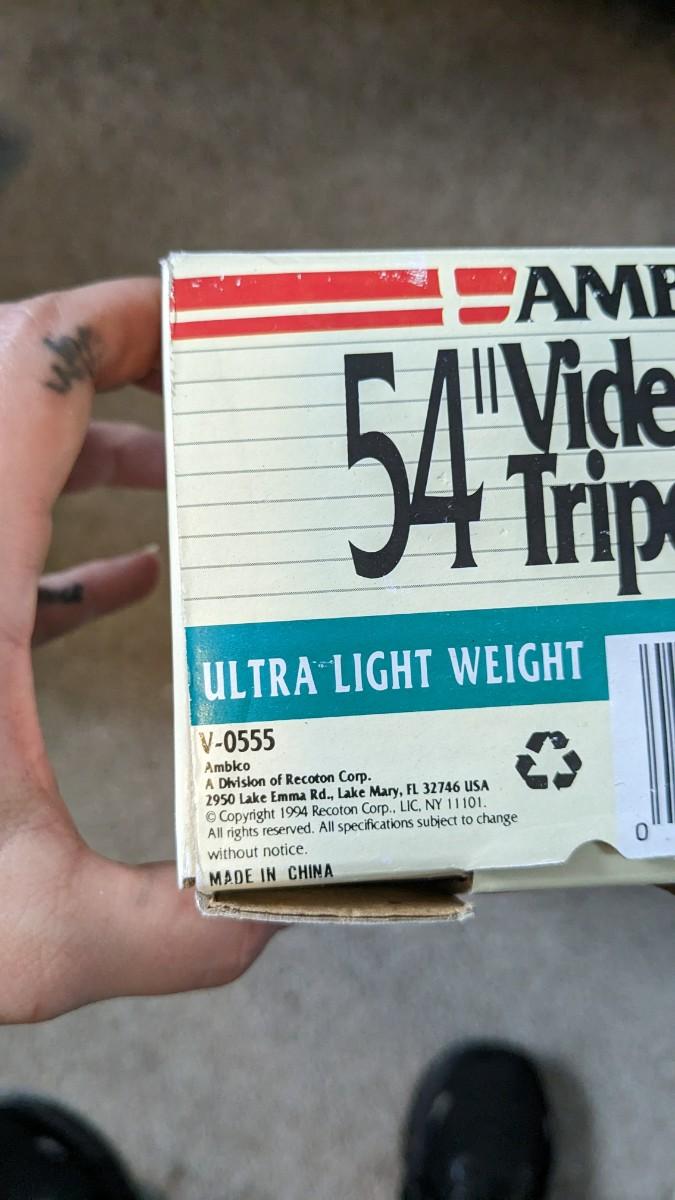 AMB
54" Vide
Trip
ULTRA LIGHT WEIGHT
V-0555
Ambico
A Division of Recoton Corp.
2950 Lake Emma Rd., Lake Mary, FL 32746 USA
© Copyright 1994 Recoton Corp., LIC, NY 11101.
All rights reserved. All specifications subject to change
without notice.
MADE IN CHINA
0